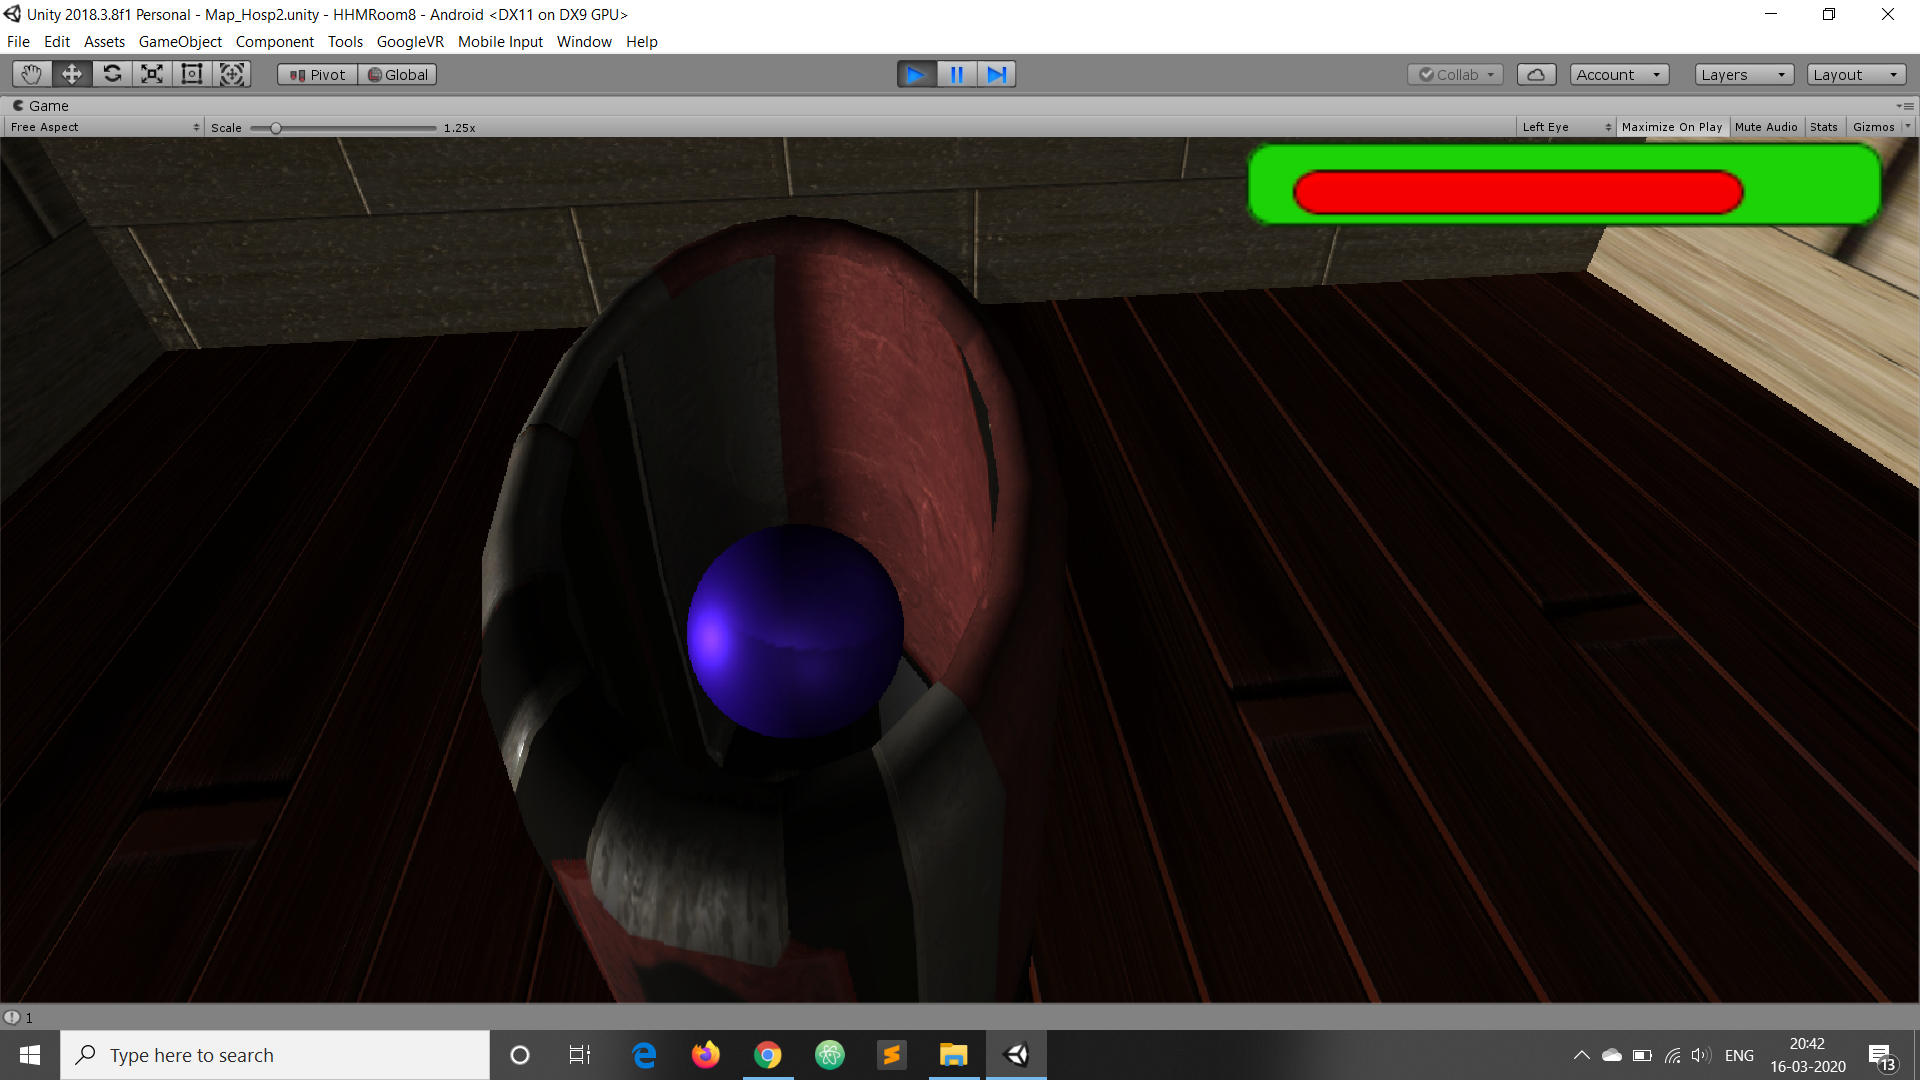 Unity 2018.3.8f1 Personal - Map_Hosp2.unity - HHMRoom8 - Android <DX11 on DX9 GPU>
File Edit Assets GameObject Component Tools GoogleVR Mobile Input Window Help
Pivot Global Collab Account Layers Layout
Game
Free Aspect Scale 1.25x Left Eye Maximize On Play Mute Audio Stats Gizmos
1
Type here to search
ENG
20:42
16-03-2020
13